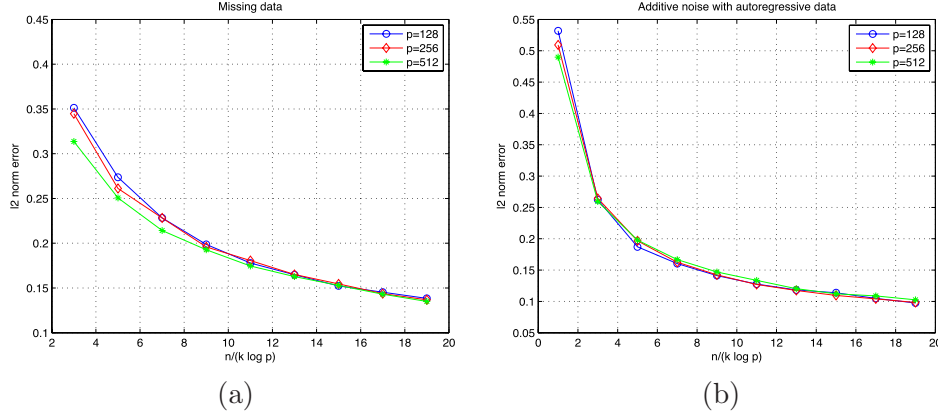 Missing data
0.45
0.4
0.35
0.3
0.25
0.2
0.15
0.1
l2 norm error
2 4 6 8 10 12 14 16 18 20
n/(k log p)
p=128
p=256
p=512
(a)
Additive noise with autoregressive data
0.55
0.5
0.45
0.4
0.35
0.3
0.25
0.2
0.15
0.1
0.05
l2 norm error
0 2 4 6 8 10 12 14 16 18 20
n/(k log p)
p=128
p=256
p=512
(b)